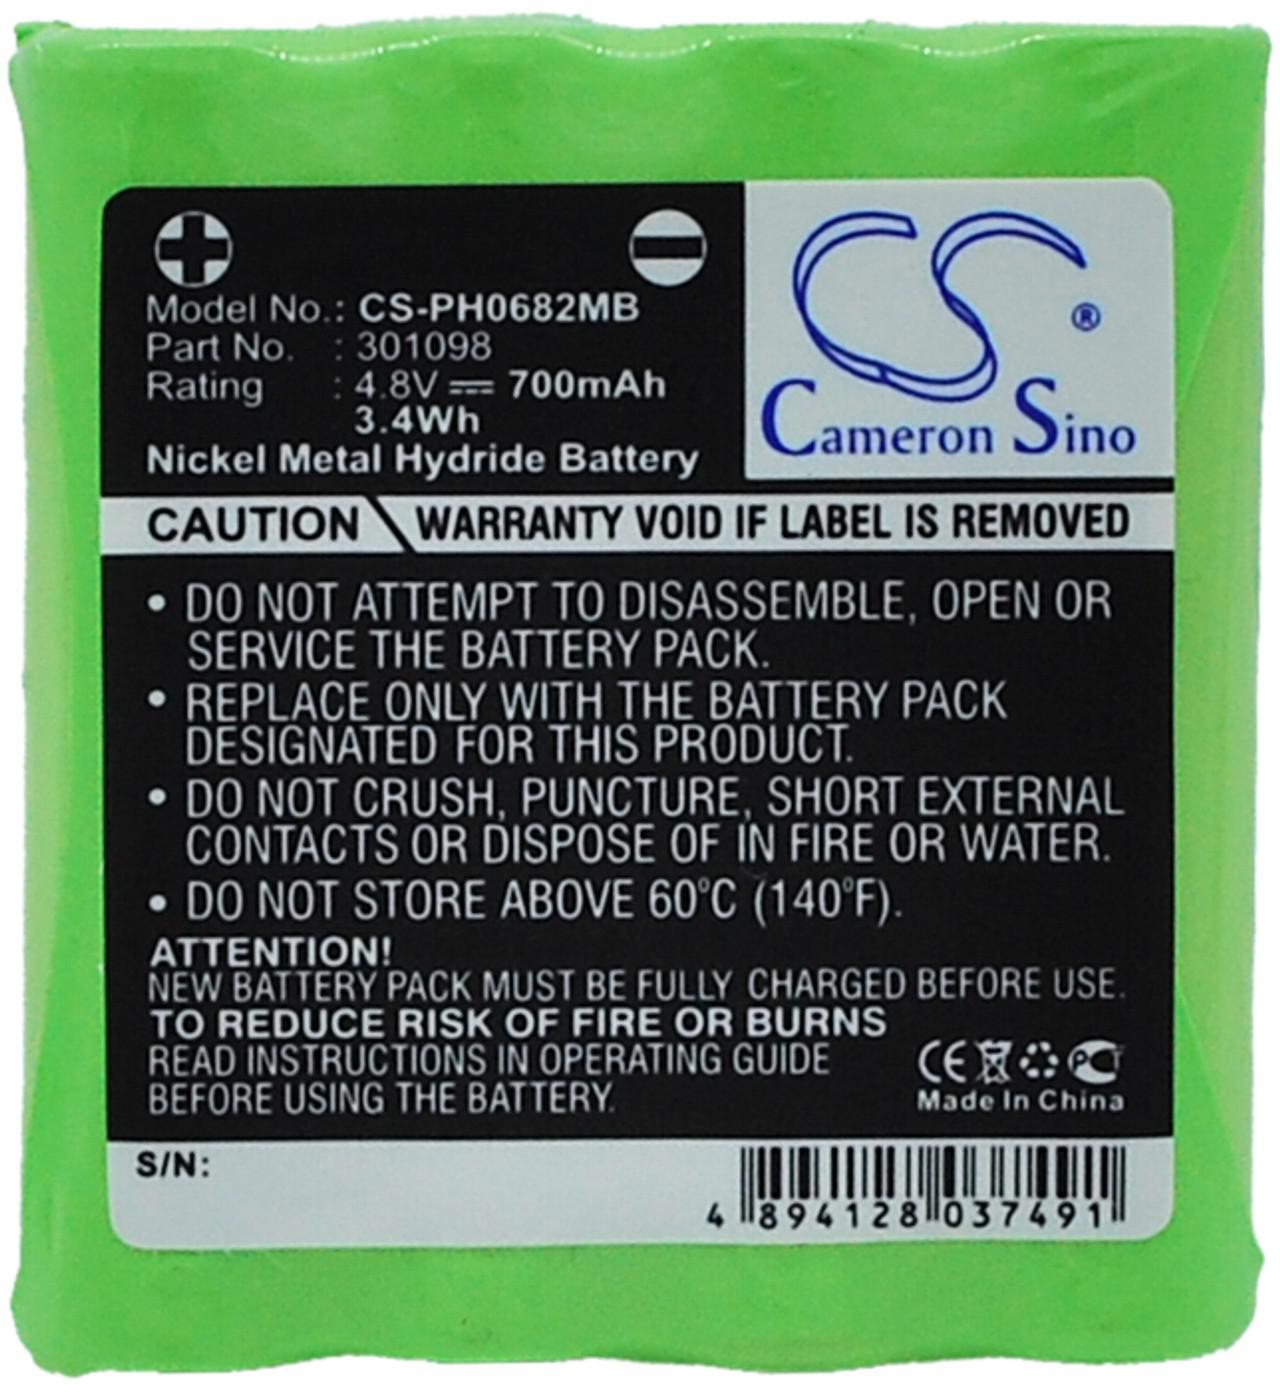 Model No.: CS-PH0682MB
Part No. : 301098
Rating : 4.8V 700mAh
3.4Wh
Nickel Metal Hydride Battery
CS ®
Cameron Sino
CAUTION WARRANTY VOID IF LABEL IS REMOVED
• DO NOT ATTEMPT TO DISASSEMBLE, OPEN OR
SERVICE THE BATTERY PACK.
• REPLACE ONLY WITH THE BATTERY PACK
DESIGNATED FOR THIS PRODUCT.
• DO NOT CRUSH, PUNCTURE, SHORT EXTERNAL
CONTACTS OR DISPOSE OF IN FIRE OR WATER.
• DO NOT STORE ABOVE 60°C (140°F).
ATTENTION!
NEW BATTERY PACK MUST BE FULLY CHARGED BEFORE USE.
TO REDUCE RISK OF FIRE OR BURNS
READ INSTRUCTIONS IN OPERATING GUIDE
BEFORE USING THE BATTERY.
CE PCT
Made In China
S/N:
4 894128 037491